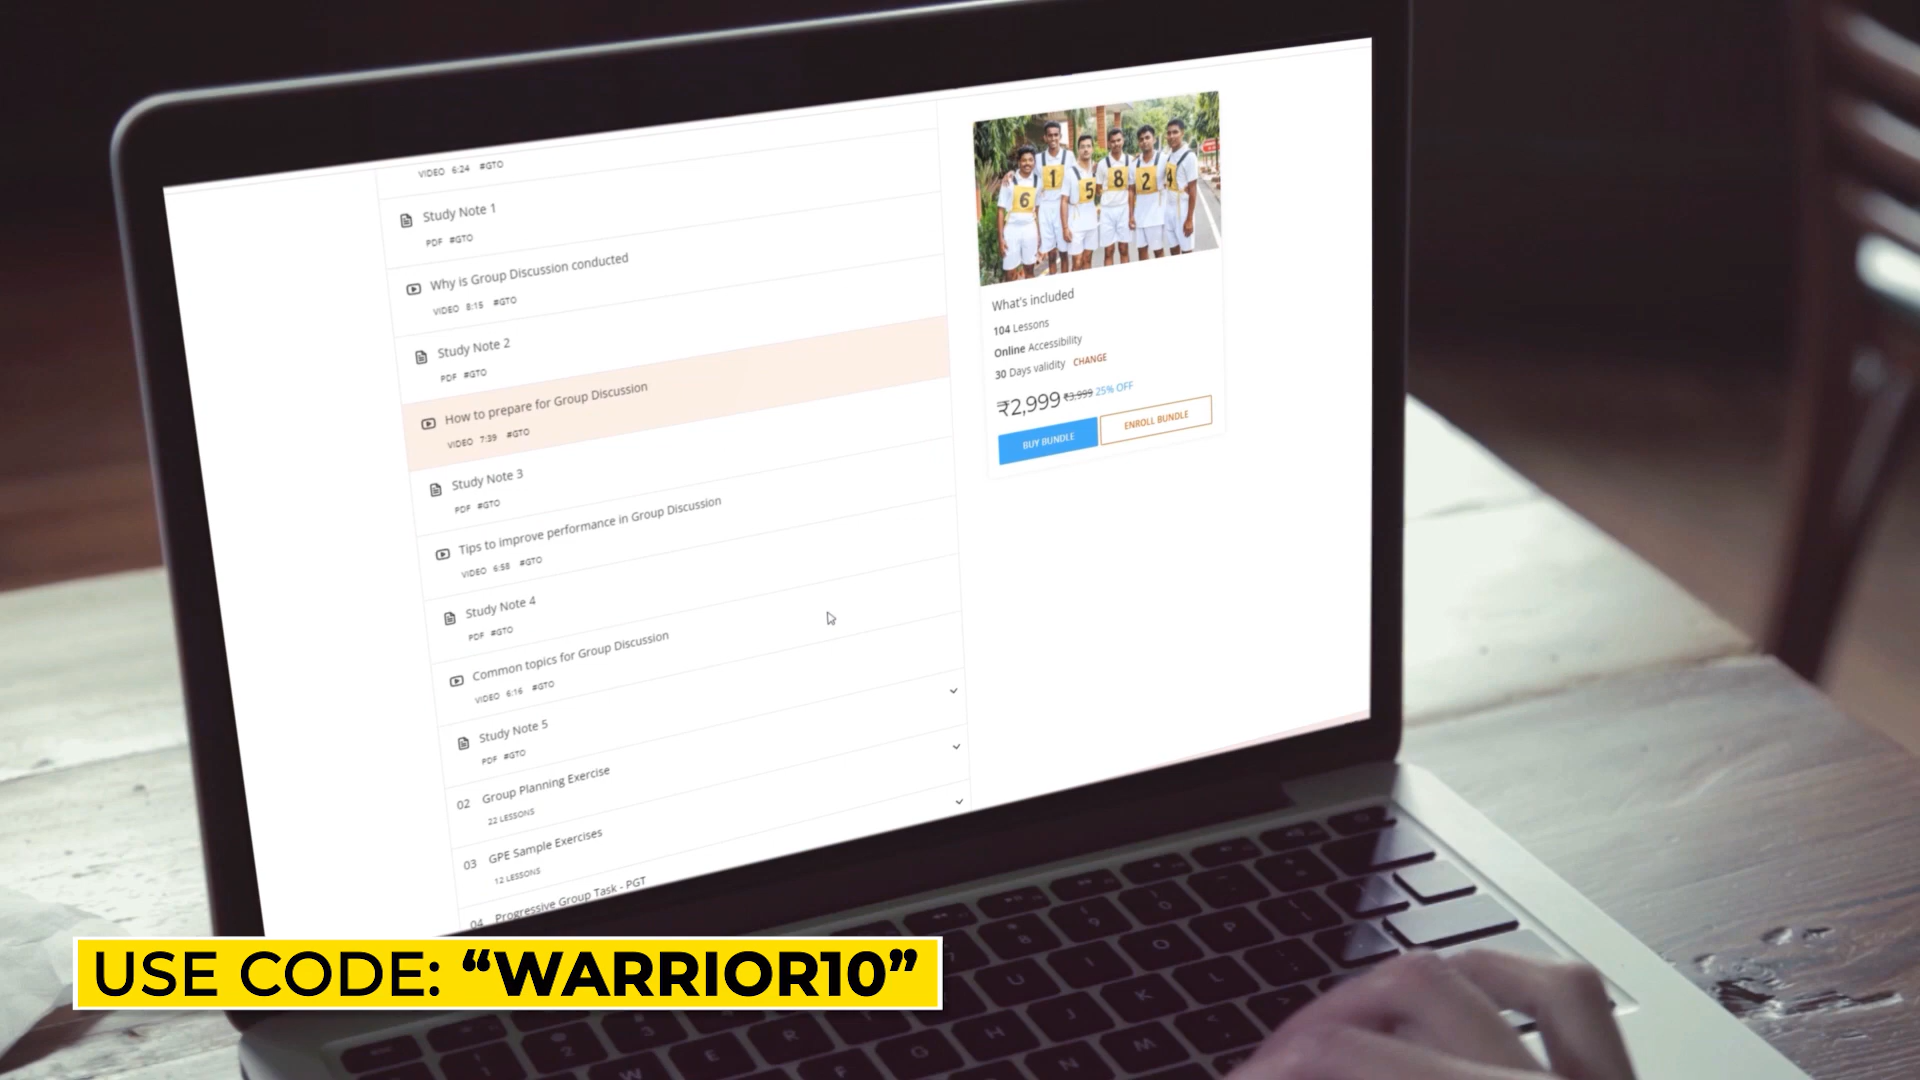 VIDEO 6:24 #GTO
Study Note 1
PDF #GTO
Why is Group Discussion conducted
VIDEO 8:15 #GTO
Study Note 2
PDF #GTO
How to prepare for Group Discussion
VIDEO 7:39 #GTO
Study Note 3
PDF #GTO
Tips to improve performance in Group Discussion
VIDEO 6:58 #GTO
Study Note 4
PDF #GTO
Common topics for Group Discussion
VIDEO 6:16 #GTO
Study Note 5
PDF #GTO
02 Group Planning Exercise
22 LESSONS
03 GPE Sample Exercises
12 LESSONS
04 Progressive Group Task - PGT
6 1 5 8 2 4
What's included
104 Lessons
Online Accessibility
30 Days validity CHANGE
₹2,999 ₹3,999 25% OFF
BUY BUNDLE
ENROLL BUNDLE
USE CODE: “WARRIOR10”